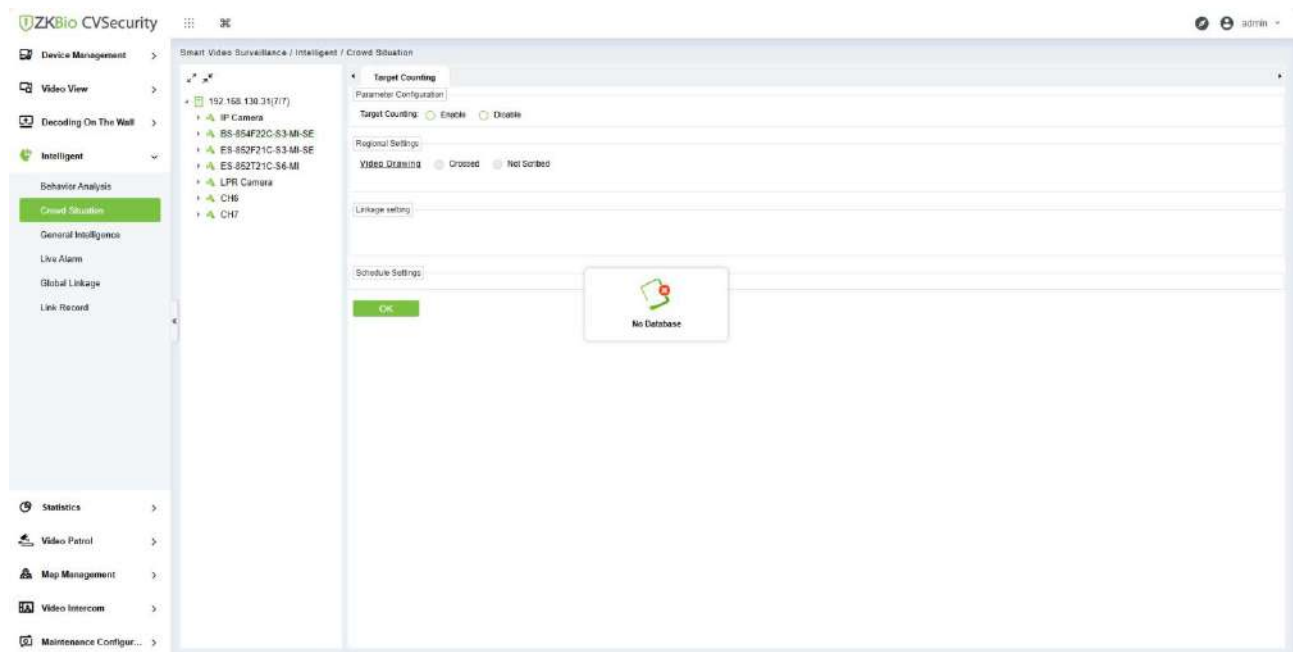 ZKBio CVSecurity
admin
Device Management
Video View
Decoding On The Wall
Intelligent
Behavior Analysis
Crowd Situation
General Intelligence
Live Alarm
Global Linkage
Link Record
Statistics
Video Patrol
Map Management
Video Intercom
Maintenance Configur...
Smart Video Surveillance / Intelligent / Crowd Situation
192.168.130.31(7/7)
IP Camera
BS-854F22C-S3-MI-SE
ES-852F21C-S3-MI-SE
ES-852T21C-S6-MI
LPR Camera
CH6
CH7
Target Counting
Parameter Configuration
Target Counting: Enable Disable
Regional Settings
Video Drawing Crossed Not Scribed
Linkage setting
Schedule Settings
OK
No Database